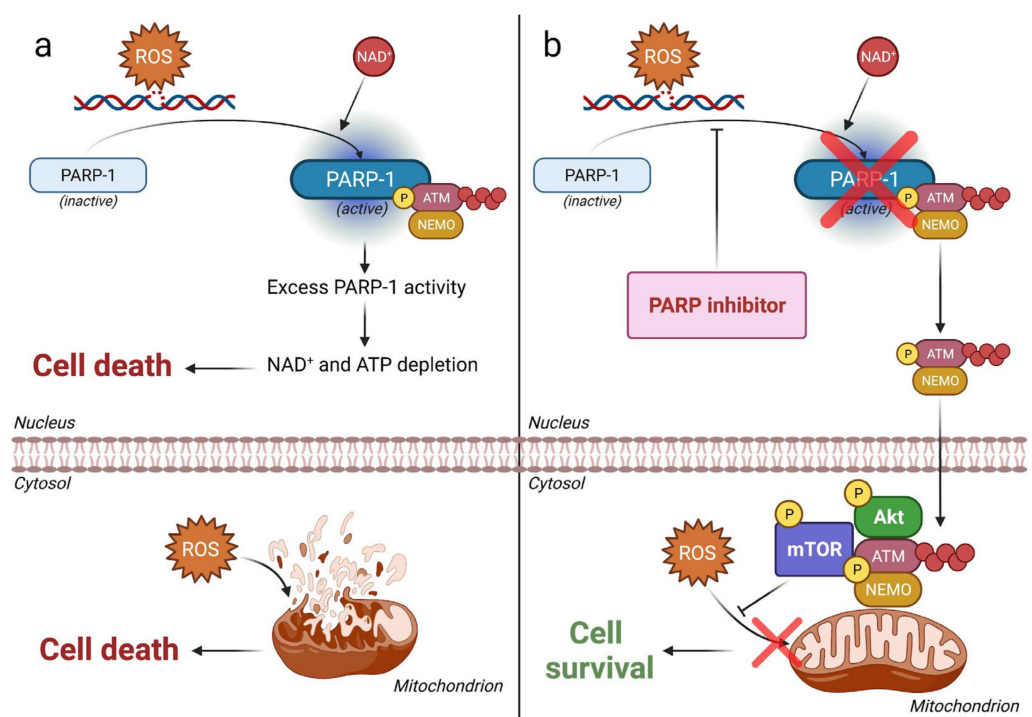 a
ROS
NAD⁺
PARP-1
(inactive)
PARP-1
(active)
P
ATM
NEMO
Excess PARP-1 activity
NAD⁺ and ATP depletion
Cell death
Nucleus
Cytosol
ROS
Cell death
Mitochondrion
b
ROS
NAD⁺
PARP-1
(inactive)
PARP-1
(active)
P
ATM
NEMO
PARP inhibitor
P
ATM
NEMO
Nucleus
Cytosol
ROS
P
mTOR
P
Akt
P
ATM
NEMO
Cell
survival
Mitochondrion